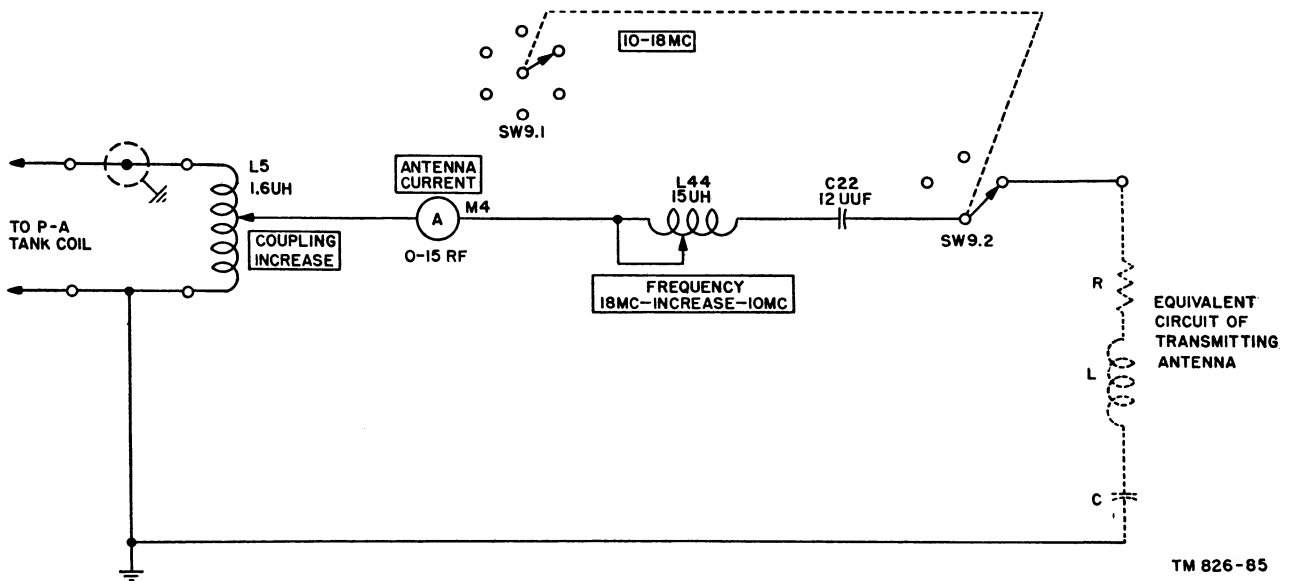 10-18MC
SW9.1
L5
1.6UH
TO P-A
TANK COIL
COUPLING
INCREASE
ANTENNA
CURRENT
A
M4
0-15 RF
L44
15UH
FREQUENCY
18MC-INCREASE-10MC
C22
12 UUF
SW9.2
R
L
C
EQUIVALENT
CIRCUIT OF
TRANSMITTING
ANTENNA
TM 826-85